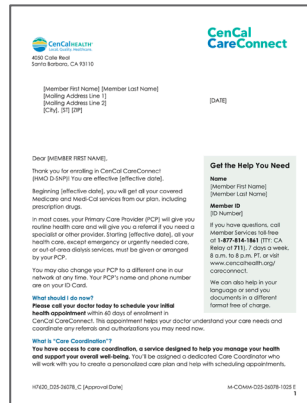 CenCalHEALTH
Local. Quality. Healthcare.
CenCal
CareConnect
4050 Calle Real
Santa Barbara, CA 93110
[Member First Name] [Member Last Name]
[Mailing Address Line 1]
[Mailing Address Line 2]
[City], [ST] [ZIP]
[DATE]
Dear [MEMBER FIRST NAME],
Thank you for enrolling in CenCal CareConnect
(HMO D-SNP)! You are effective [effective date].
Beginning [effective date], you will get all your covered
Medicare and Medi-Cal services from our plan, including
prescription drugs.
In most cases, your Primary Care Provider (PCP) will give you
routine health care and will give you a referral if you need a
specialist or other provider. Starting [effective date], all your
health care, except emergency or urgently needed care,
or out-of-area dialysis services, must be given or arranged
by your PCP.
You may also change your PCP to a different one in our
network at any time. Your PCP's name and phone number
are on your ID Card.
What should I do now?
Please call your doctor today to schedule your initial
health appointment within 60 days of enrollment in
CenCal CareConnect. This appointment helps your doctor understand your care needs and
coordinate any referrals and authorizations you may need now.
What is "Care Coordination"?
You have access to care coordination, a service designed to help you manage your health
and support your overall well-being. You'll be assigned a dedicated Care Coordinator who
will work with you to create a personalized care plan and help with scheduling appointments.
Get the Help You Need
Name
[Member First Name]
[Member Last Name]
Member ID
[ID Number]
If you have questions, call
Member Services toll-free
at 1-877-814-1861 (TTY: CA
Relay at 711), 7 days a week,
8 a.m. to 8 p.m. PT, or visit
www.cencalhealth.org/
careconnect.
We can also help in your
language or send you
documents in a different
format free of charge.
H7620_D25-26078_C [Approval Date]
M-COMM-D25-26078-1025 E
1